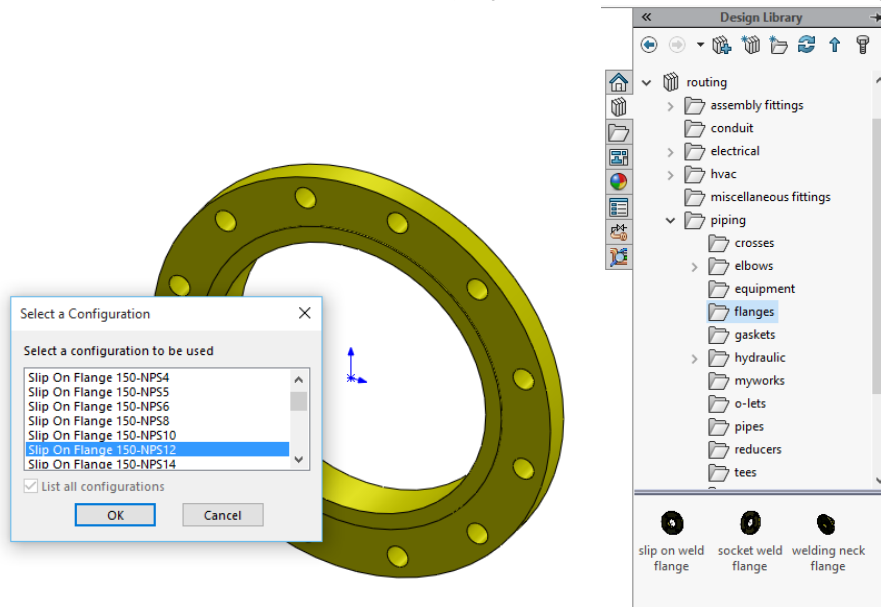 Design Library
routing
assembly fittings
conduit
electrical
hvac
miscellaneous fittings
piping
crosses
elbows
equipment
flanges
gaskets
hydraulic
myworks
o-lets
pipes
reducers
tees
slip on weld flange
socket weld flange
welding neck flange
Select a Configuration
Select a configuration to be used
Slip On Flange 150-NPS4
Slip On Flange 150-NPS5
Slip On Flange 150-NPS6
Slip On Flange 150-NPS8
Slip On Flange 150-NPS10
Slip On Flange 150-NPS12
Slip On Flange 150-NPS14
List all configurations
OK
Cancel